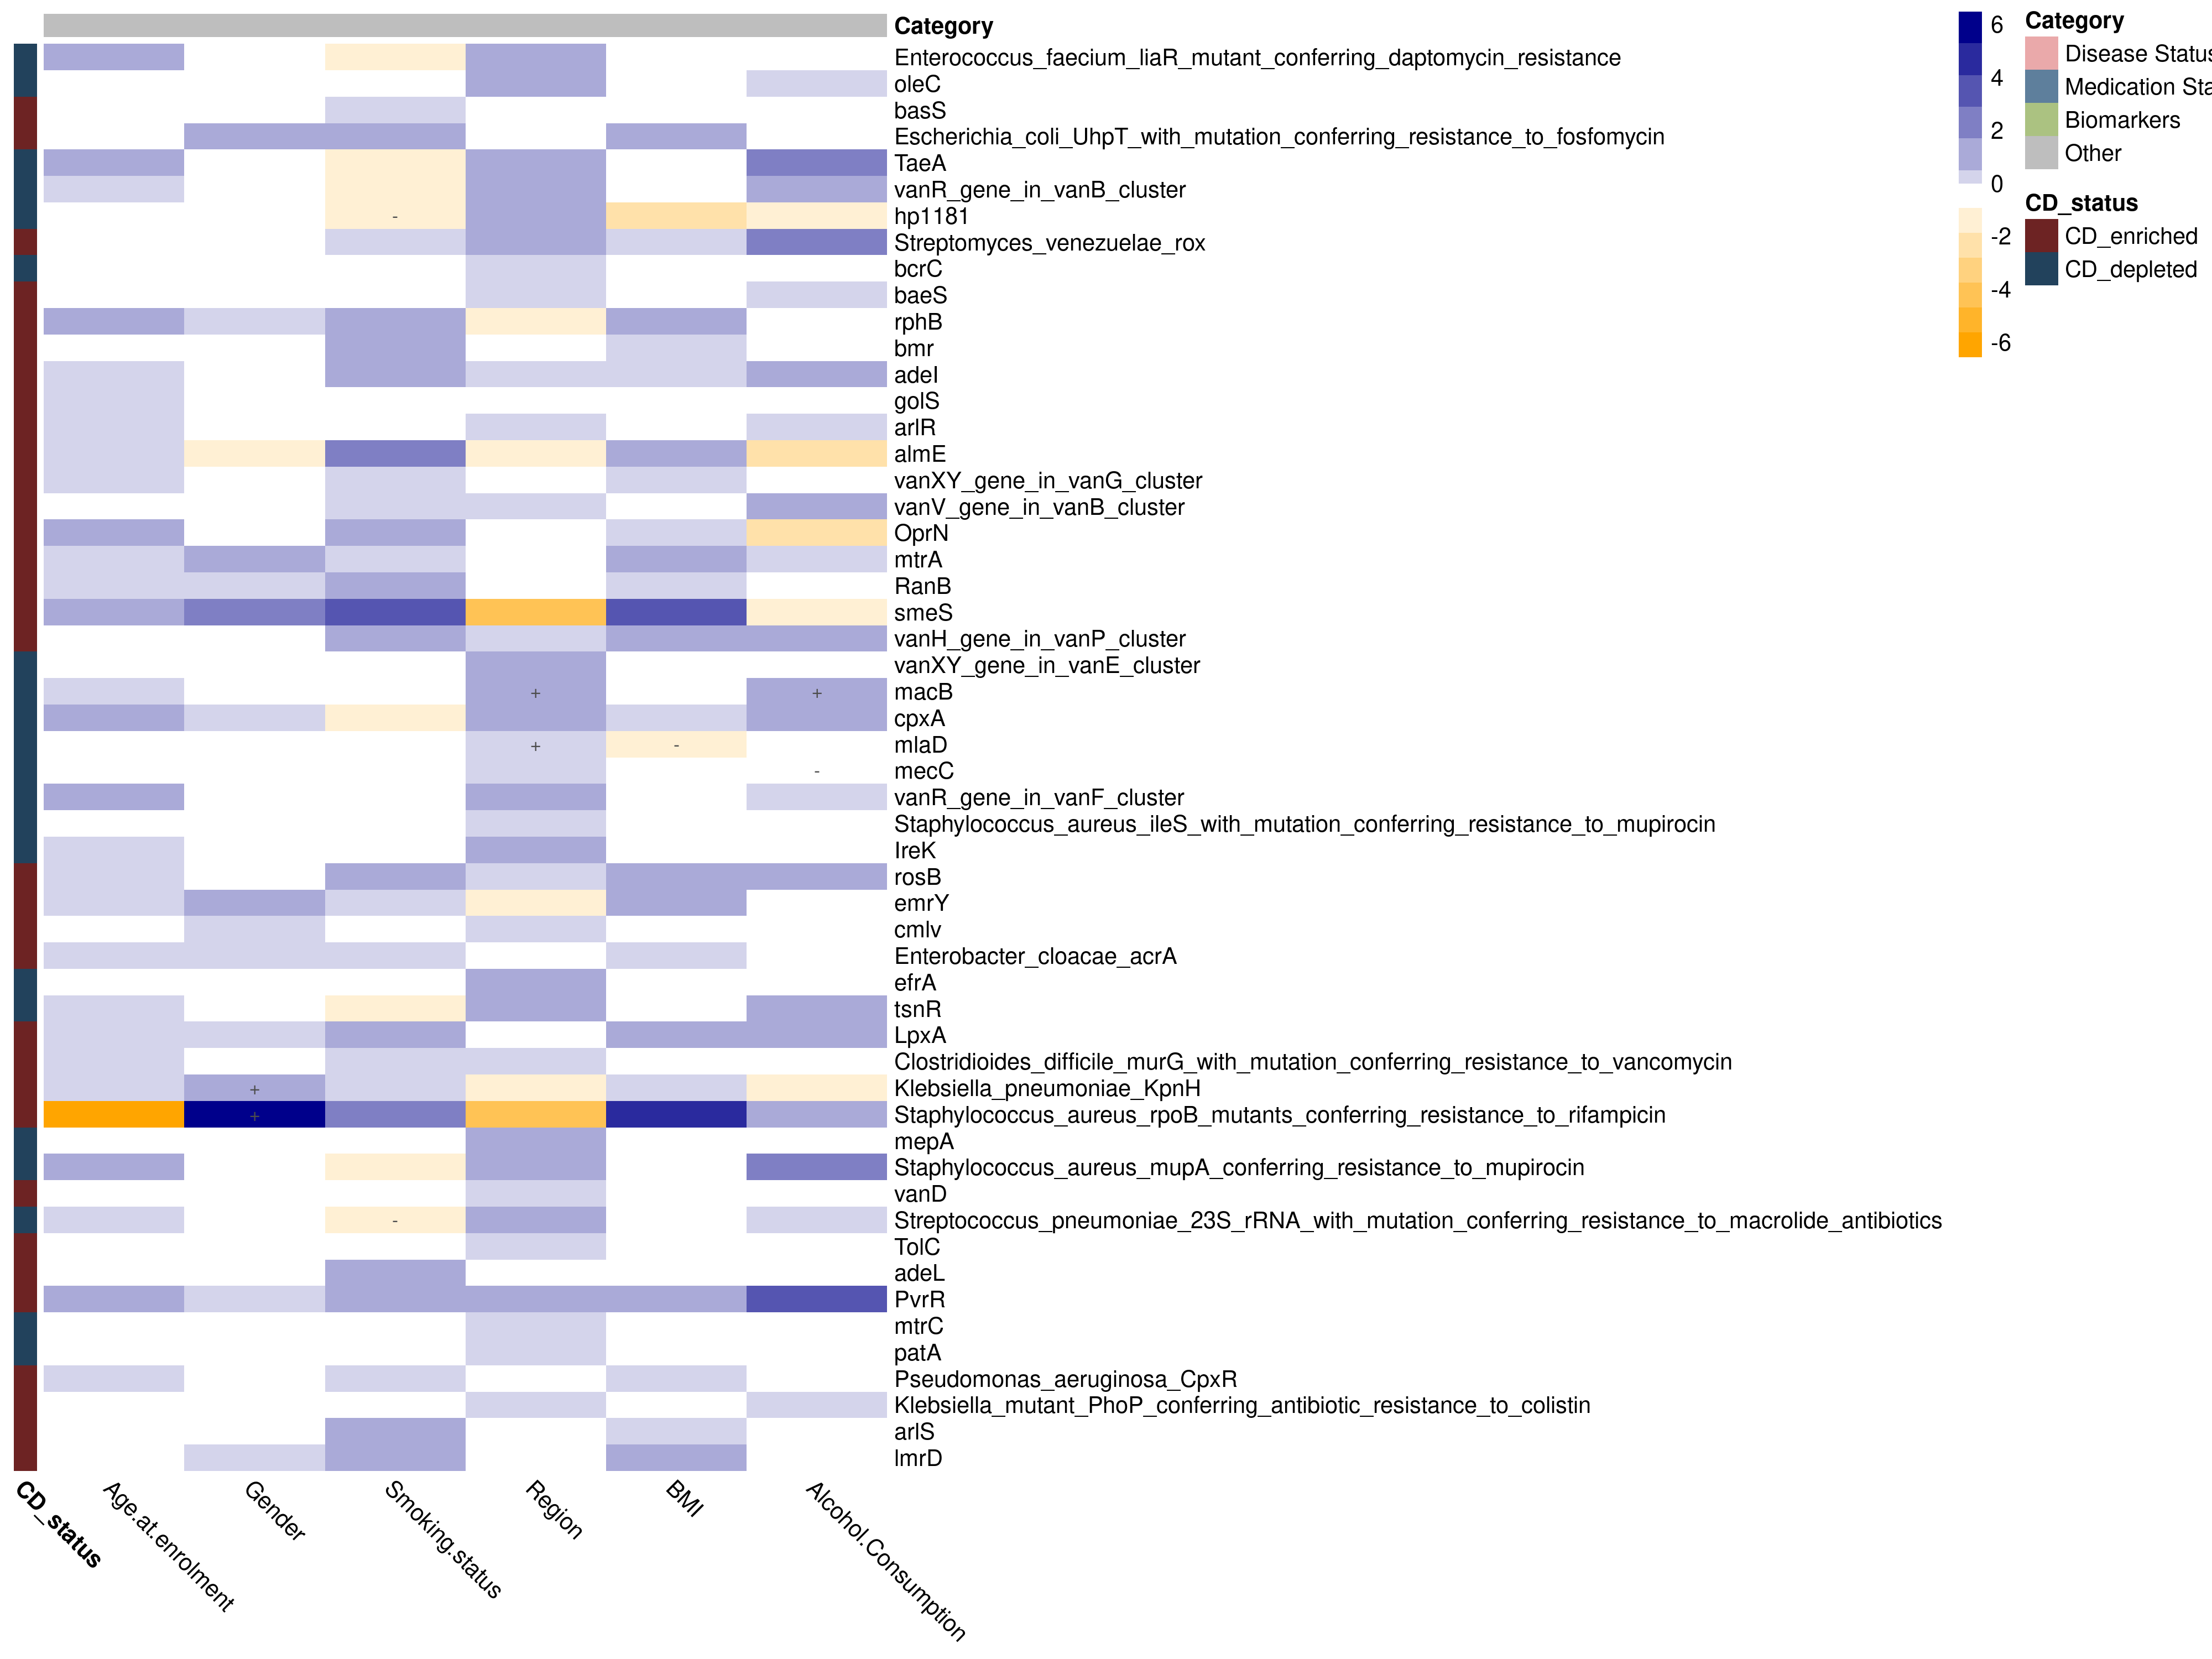 Category
Enterococcus_faecium_liaR_mutant_conferring_daptomycin_resistance
oleC
basS
Escherichia_coli_UhpT_with_mutation_conferring_resistance_to_fosfomycin
TaeA
vanR_gene_in_vanB_cluster
- hp1181
Streptomyces_venezuelae_rox
bcrC
baeS
rphB
bmr
adeI
golS
arlR
almE
vanXY_gene_in_vanG_cluster
vanV_gene_in_vanB_cluster
OprN
mtrA
RanB
smeS
vanH_gene_in_vanP_cluster
vanXY_gene_in_vanE_cluster
+ + macB
cpxA
+ - mlaD
- mecC
vanR_gene_in_vanF_cluster
Staphylococcus_aureus_ileS_with_mutation_conferring_resistance_to_mupirocin
IreK
rosB
emrY
cmlv
Enterobacter_cloacae_acrA
efrA
tsnR
LpxA
Clostridioides_difficile_murG_with_mutation_conferring_resistance_to_vancomycin
+ Klebsiella_pneumoniae_KpnH
+ Staphylococcus_aureus_rpoB_mutants_conferring_resistance_to_rifampicin
mepA
Staphylococcus_aureus_mupA_conferring_resistance_to_mupirocin
vanD
- Streptococcus_pneumoniae_23S_rRNA_with_mutation_conferring_resistance_to_macrolide_antibiotics
TolC
adeL
PvrR
mtrC
patA
Pseudomonas_aeruginosa_CpxR
Klebsiella_mutant_PhoP_conferring_antibiotic_resistance_to_colistin
arlS
lmrD
CD_status
Age.at.enrolment
Gender
Smoking.status
Region
BMI
Alcohol.Consumption
6
4
2
0
-2
-4
-6
Category
Disease Status
Medication Sta
Biomarkers
Other
CD_status
CD_enriched
CD_depleted